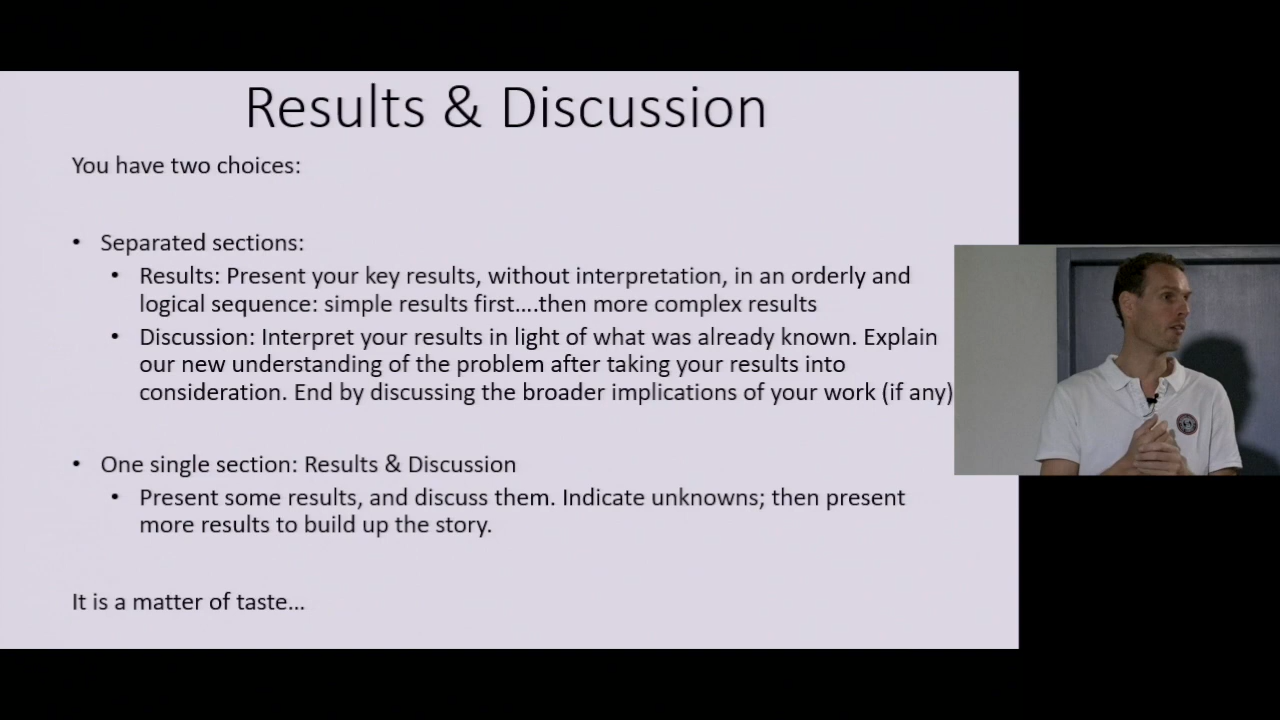 Results & Discussion
You have two choices:
• Separated sections:
• Results: Present your key results, without interpretation, in an orderly and
logical sequence: simple results first....then more complex results
• Discussion: Interpret your results in light of what was already known. Explain
our new understanding of the problem after taking your results into
consideration. End by discussing the broader implications of your work (if any)
• One single section: Results & Discussion
• Present some results, and discuss them. Indicate unknowns; then present
more results to build up the story.
It is a matter of taste...